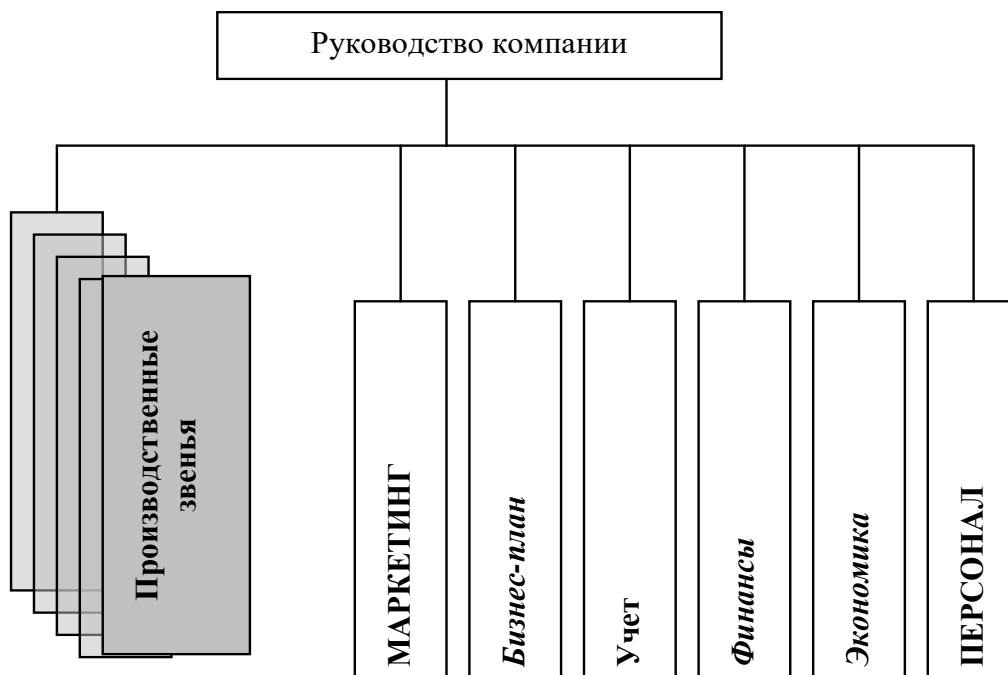 Руководство компании
Производственные
звенья
МАРКЕТИНГ
Бизнес-план
Учет
Финансы
Экономика
ПЕРСОНАЛ